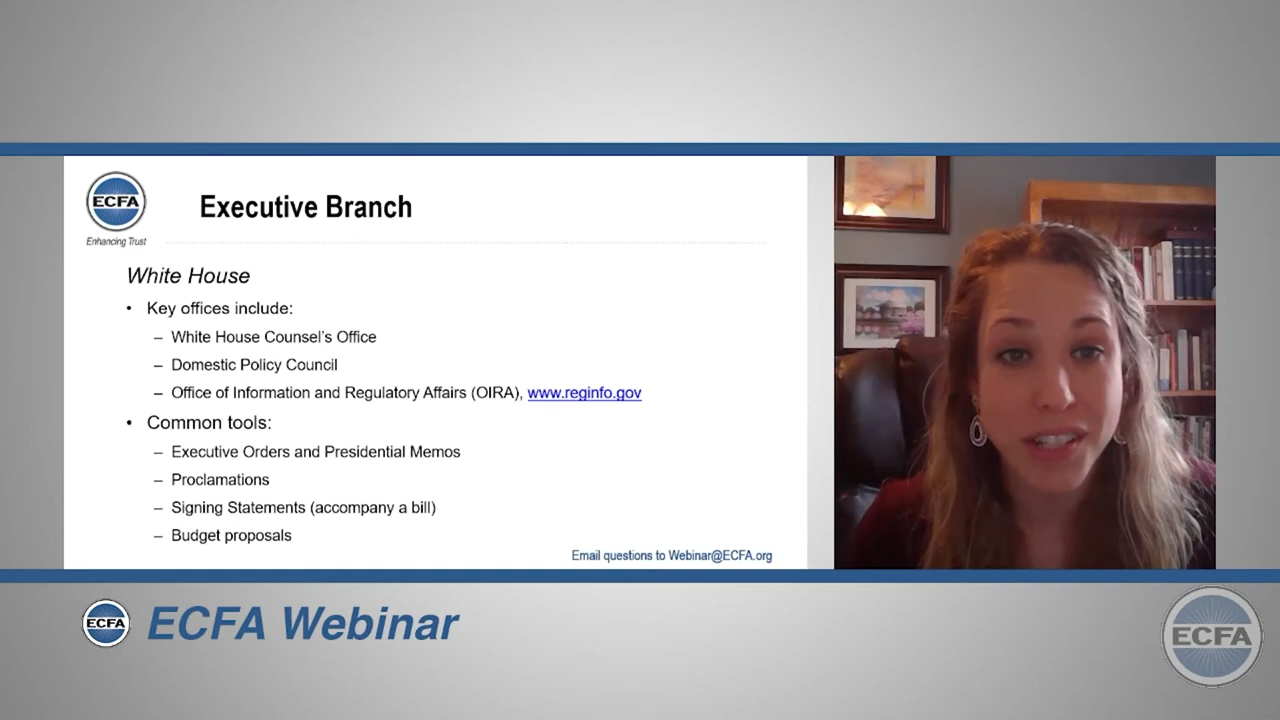 ECFA
Enhancing Trust
Executive Branch
White House
• Key offices include:
– White House Counsel's Office
– Domestic Policy Council
– Office of Information and Regulatory Affairs (OIRA), www.reginfo.gov
• Common tools:
– Executive Orders and Presidential Memos
– Proclamations
– Signing Statements (accompany a bill)
– Budget proposals
Email questions to Webinar@ECFA.org
ECFA
ECFA Webinar
ECFA